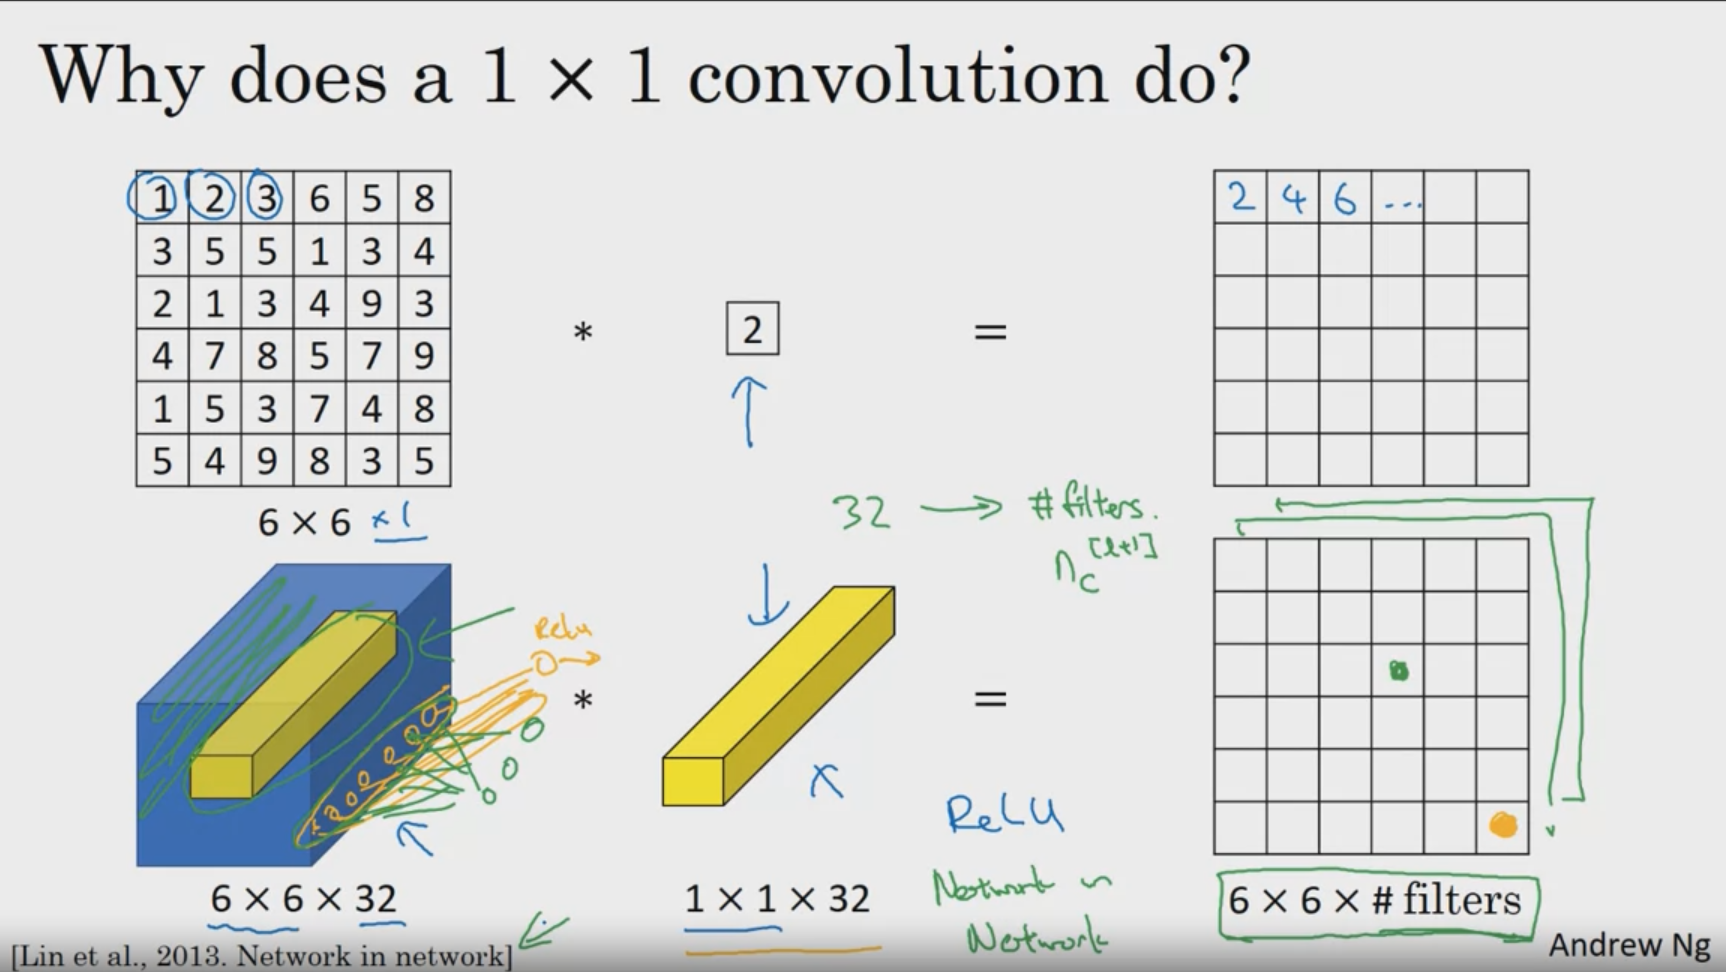 Why does a 1 × 1 convolution do?
1 2 3 6 5 8
3 5 5 1 3 4
2 1 3 4 9 3
4 7 8 5 7 9
1 5 3 7 4 8
5 4 9 8 3 5
6 × 6 × 1
*
2
=
2 4 6 ...
32 → # filters.
n_c^[l+1]
ReLU
*
=
ReLU
6 × 6 × 32
1 × 1 × 32
Network in
Network
6 × 6 × # filters
[Lin et al., 2013. Network in network]
Andrew Ng